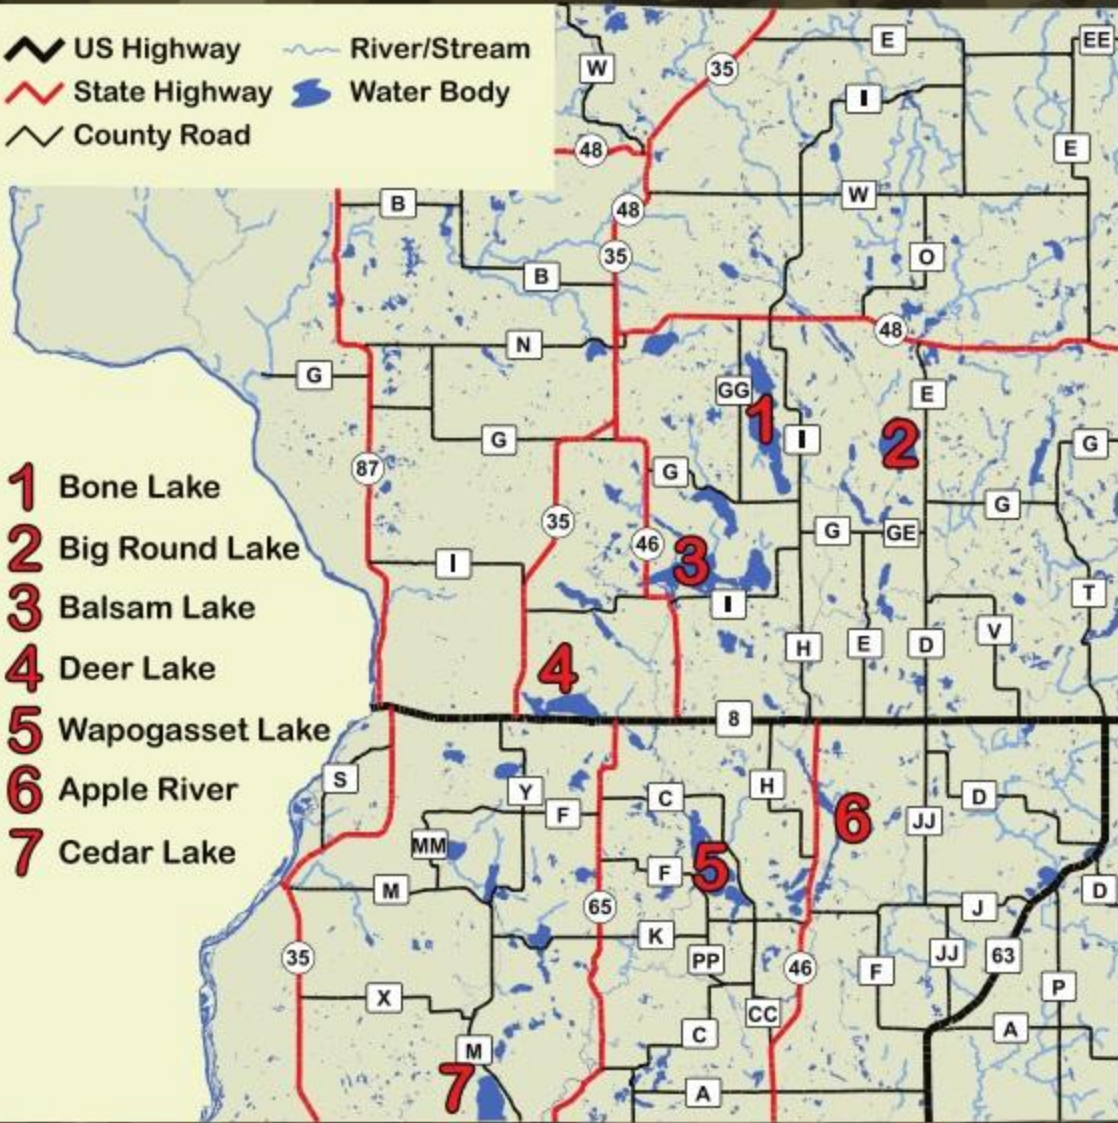 US Highway
River/Stream
State Highway
Water Body
County Road
W
35
E
EE
I
48
E
B
48
W
35
O
B
N
48
G
GG
E
1
I
2
G
G
87
G
G
35
46
G
GE
3
I
I
T
V
H
E
D
4
8
1 Bone Lake
2 Big Round Lake
3 Balsam Lake
4 Deer Lake
5 Wapogasset Lake
6 Apple River
7 Cedar Lake
S
Y
C
H
D
F
6
JJ
MM
5
F
M
D
65
J
K
PP
JJ
63
35
46
F
X
P
CC
C
A
M
7
A